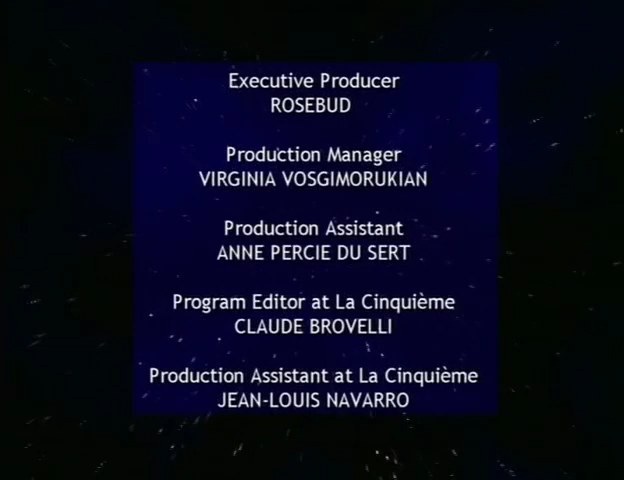 Executive Producer
ROSEBUD
Production Manager
VIRGINIA VOSGIMORUKIAN
Production Assistant
ANNE PERCIE DU SERT
Program Editor at La Cinquième
CLAUDE BROVELLI
Production Assistant at La Cinquième
JEAN-LOUIS NAVARRO